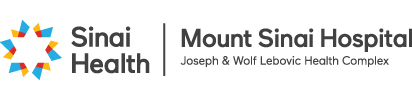 Sinai
Health
Mount Sinai Hospital
Joseph & Wolf Lebovic Health Complex